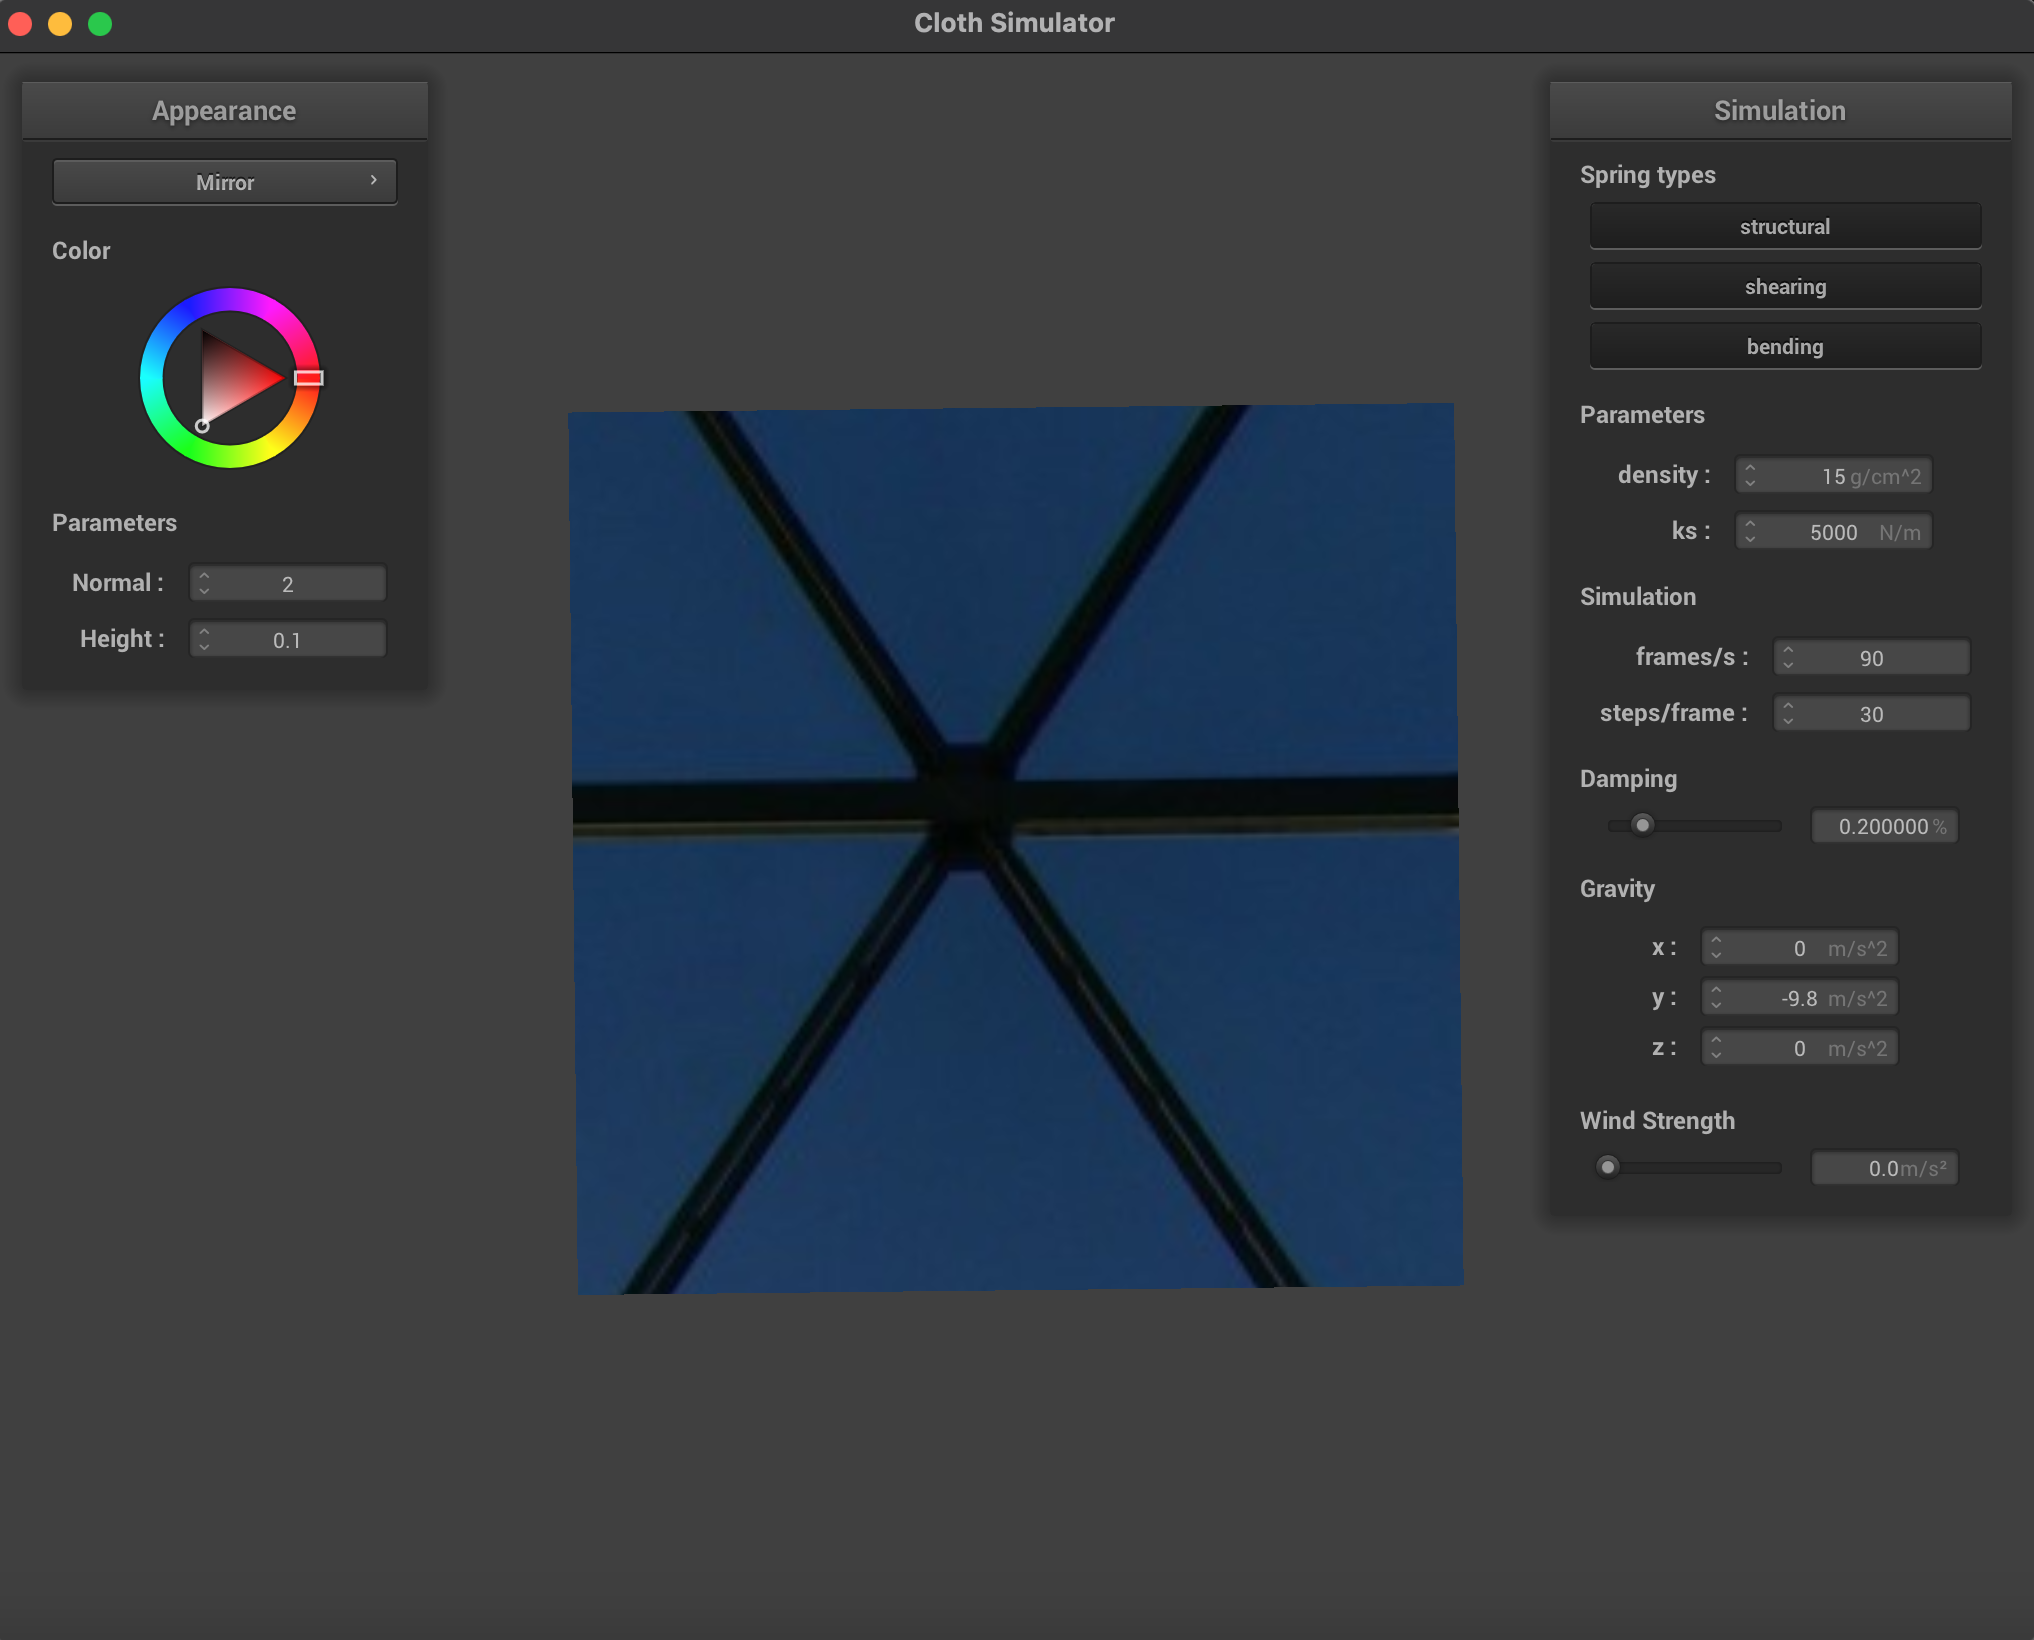 Cloth Simulator
Appearance
Mirror
Color
Parameters
Normal : 2
Height : 0.1
Simulation
Spring types
structural
shearing
bending
Parameters
density : 15 g/cm^2
ks : 5000 N/m
Simulation
frames/s : 90
steps/frame : 30
Damping
0.200000 %
Gravity
x : 0 m/s^2
y : -9.8 m/s^2
z : 0 m/s^2
Wind Strength
0.0 m/s²